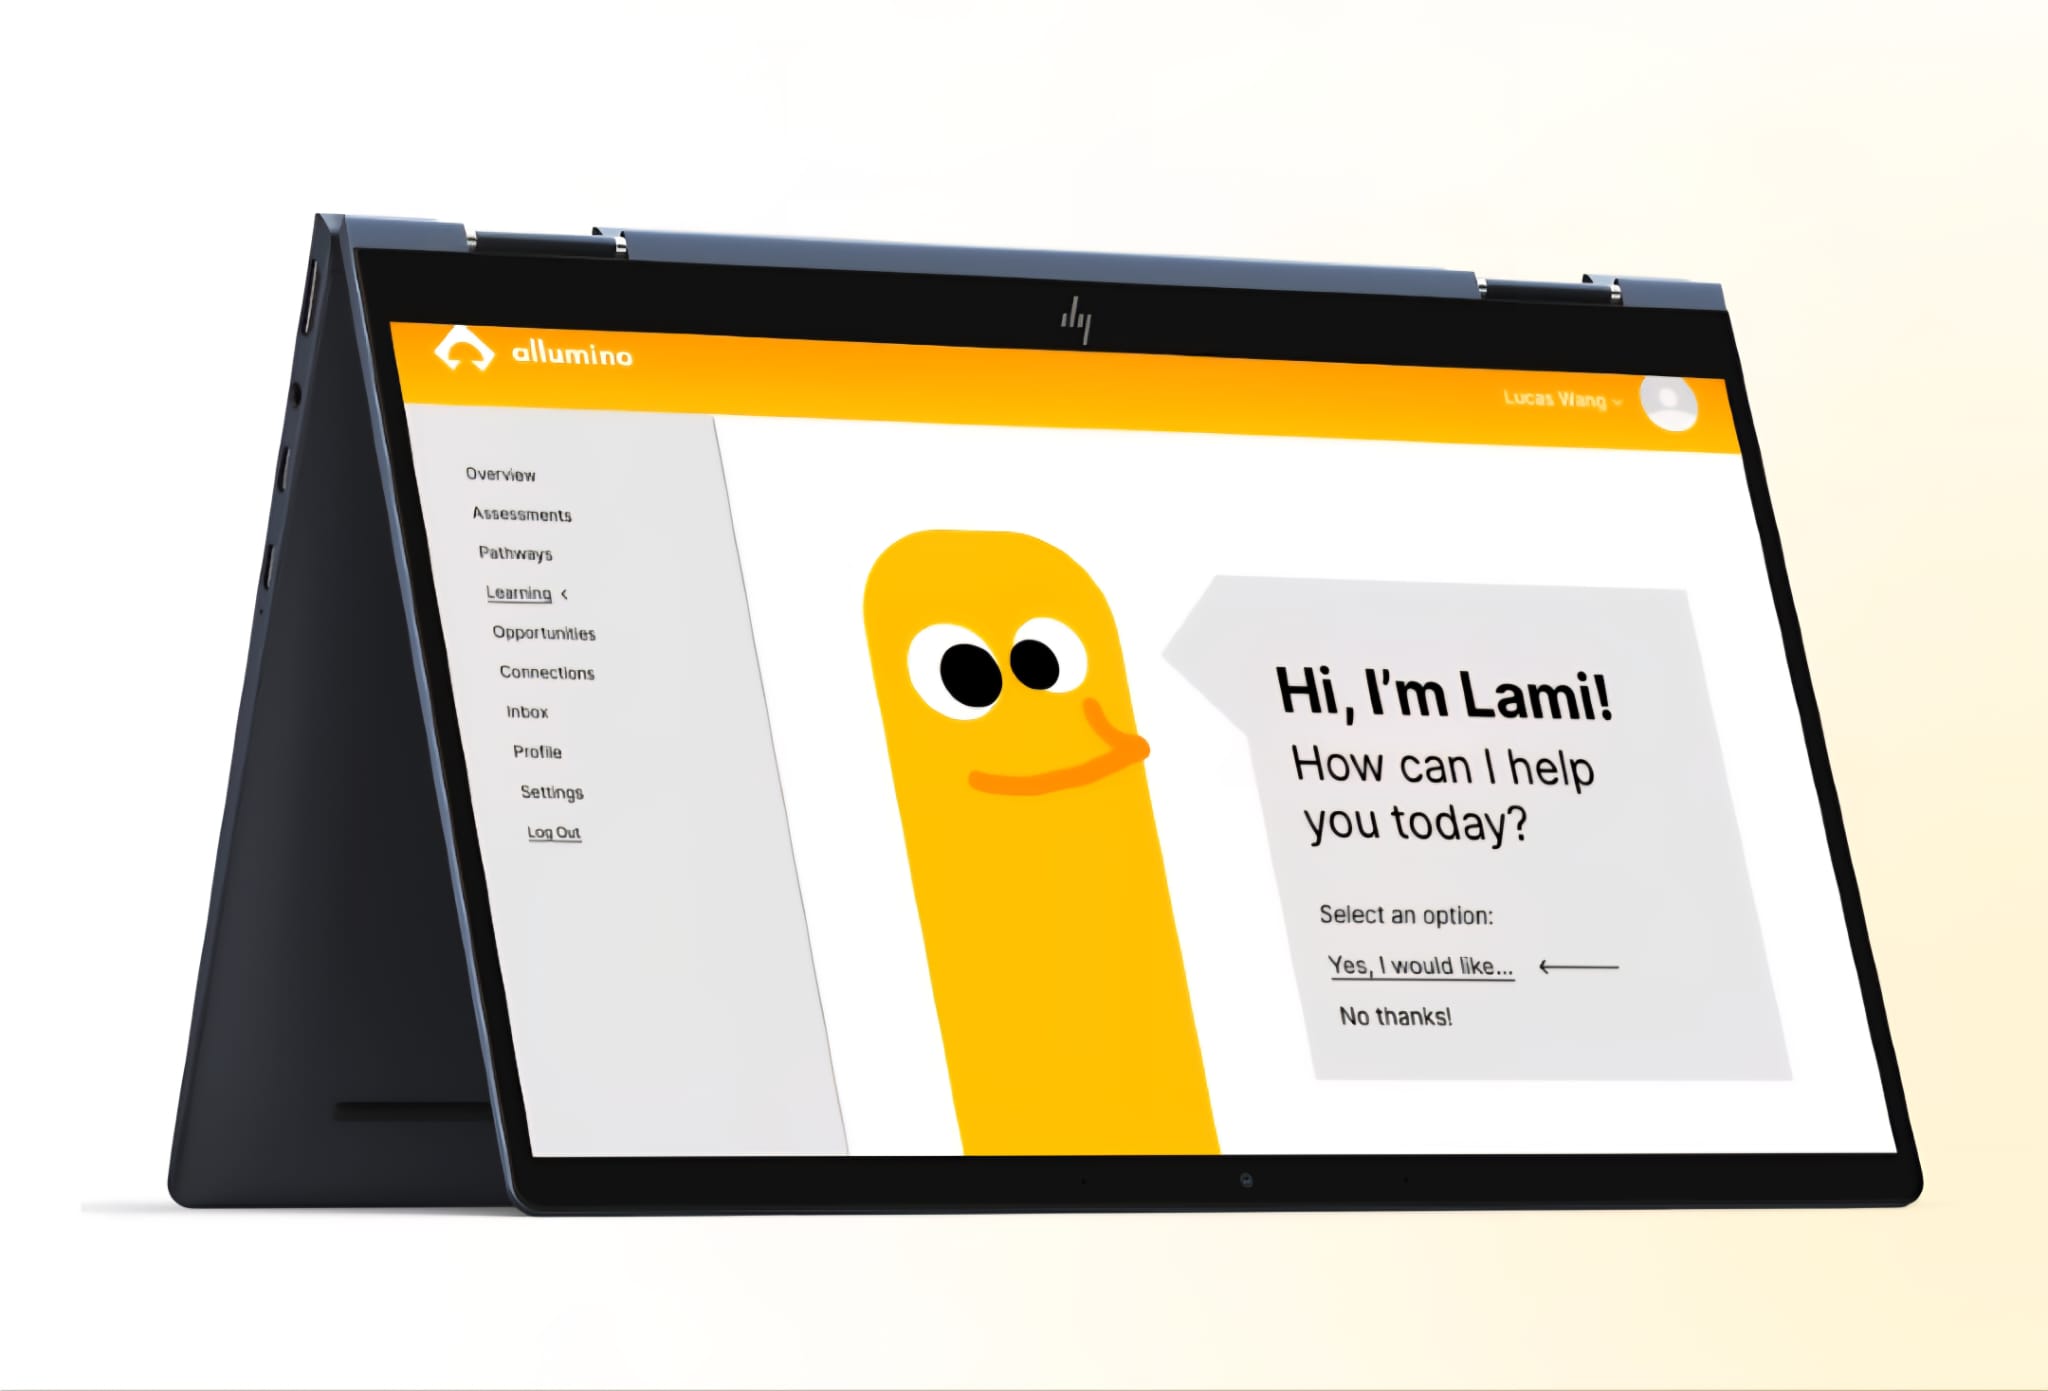 allumino
Lucas Wang
Overview
Assessments
Pathways
Learning <
Opportunities
Connections
Inbox
Profile
Settings
Log Out
Hi, I'm Lami!
How can I help
you today?
Select an option:
Yes, I would like...
No thanks!
hp